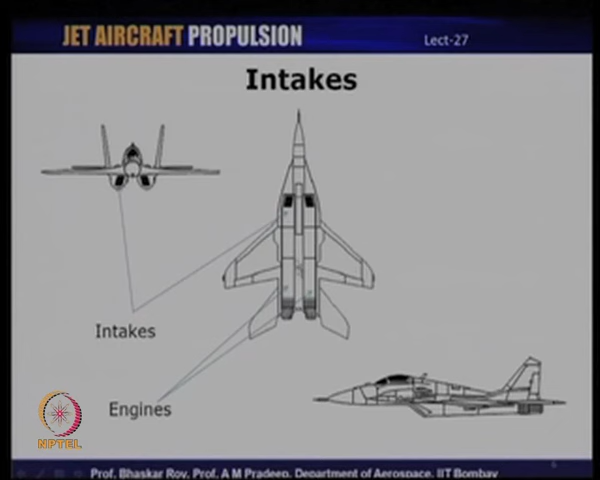 JET AIRCRAFT PROPULSION
Lect-27
Intakes
Intakes
Engines
NPTEL
Prof. Bhaskar Roy, Prof. A M Pradeep, Department of Aerospace, IIT Bombay